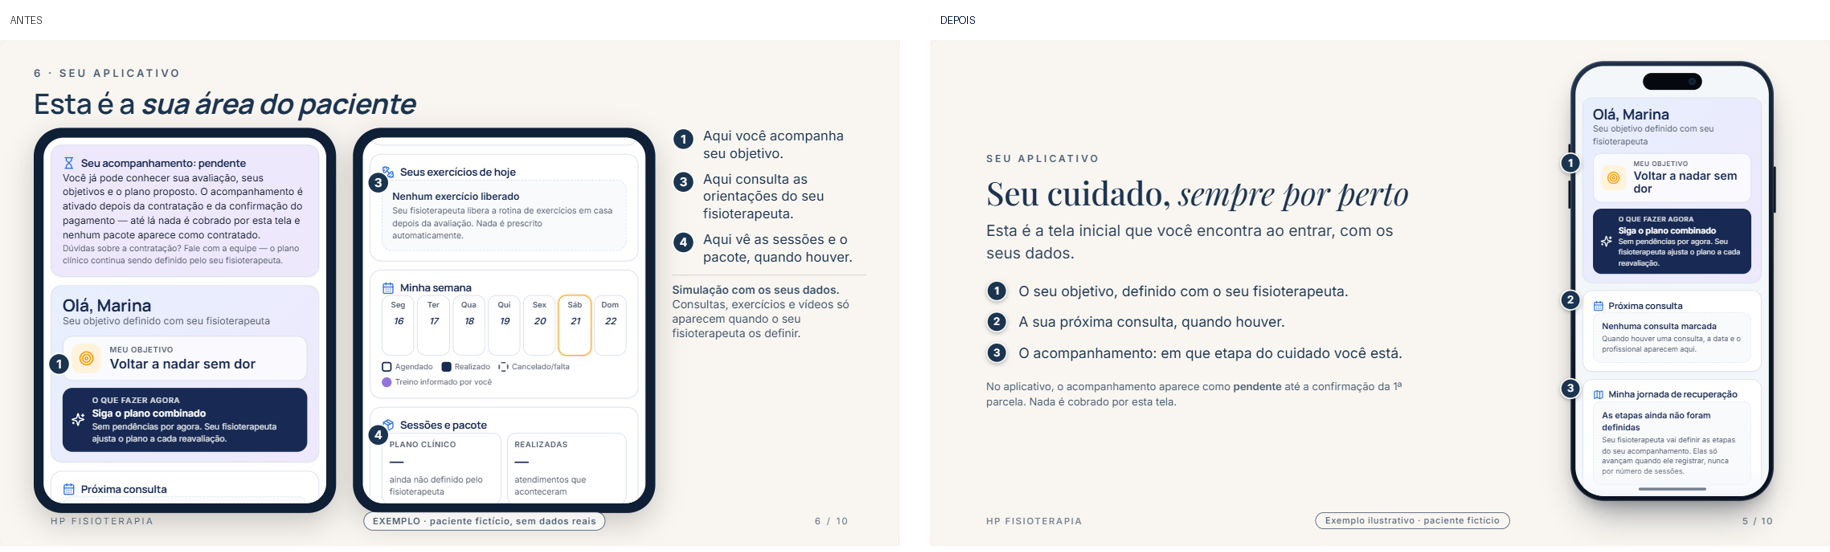 ANTES
6 · SEU APLICATIVO
Esta é a sua área do paciente
Seu acompanhamento: pendente
Você já pode conhecer sua avaliação, seus
objetivos e o plano proposto. O acompanhamento é
ativado depois da contratação e da confirmação do
pagamento — até lá nada é cobrado por esta tela e
nenhum pacote aparece como contratado.
Dúvidas sobre a contratação? Fale com a equipe — o plano
clínico continua sendo definido pelo seu fisioterapeuta.
Olá, Marina
Seu objetivo definido com seu fisioterapeuta
1
MEU OBJETIVO
Voltar a nadar sem dor
O QUE FAZER AGORA
Siga o plano combinado
Sem pendências por agora. Seu fisioterapeuta
ajusta o plano a cada reavaliação.
Próxima consulta
Seus exercícios de hoje
3
Nenhum exercício liberado
Seu fisioterapeuta libera a rotina de exercícios em casa
depois da avaliação. Nada é prescrito
automaticamente.
Minha semana
Seg Ter Qua Qui Sex Sáb Dom
16 17 18 19 20 21 22
Agendado Realizado Cancelado/falta
Treino informado por você
Sessões e pacote
4
PLANO CLÍNICO
—
ainda não definido pelo
fisioterapeuta
REALIZADAS
—
atendimentos que
aconteceram
1 Aqui você acompanha
seu objetivo.
3 Aqui consulta as
orientações do seu
fisioterapeuta.
4 Aqui vê as sessões e o
pacote, quando houver.
Simulação com os seus dados.
Consultas, exercícios e vídeos só
aparecem quando o seu
fisioterapeuta os definir.
HP FISIOTERAPIA
EXEMPLO · paciente fictício, sem dados reais
6 / 10
DEPOIS
SEU APLICATIVO
Seu cuidado, sempre por perto
Esta é a tela inicial que você encontra ao entrar, com os
seus dados.
1 O seu objetivo, definido com o seu fisioterapeuta.
2 A sua próxima consulta, quando houver.
3 O acompanhamento: em que etapa do cuidado você está.
No aplicativo, o acompanhamento aparece como pendente até a confirmação da 1ª
parcela. Nada é cobrado por esta tela.
Olá, Marina
Seu objetivo definido com seu
fisioterapeuta
1
MEU OBJETIVO
Voltar a nadar sem
dor
O QUE FAZER AGORA
Siga o plano combinado
Sem pendências por agora. Seu
fisioterapeuta ajusta o plano a cada
reavaliação.
2
Próxima consulta
Nenhuma consulta marcada
Quando houver uma consulta, a data e o
profissional aparecem aqui.
3
Minha jornada de recuperação
As etapas ainda não foram
definidas
Seu fisioterapeuta vai definir as etapas
do seu acompanhamento. Elas só
avançam quando ele registrar, nunca
por número de sessões.
HP FISIOTERAPIA
Exemplo ilustrativo · paciente fictício
5 / 10